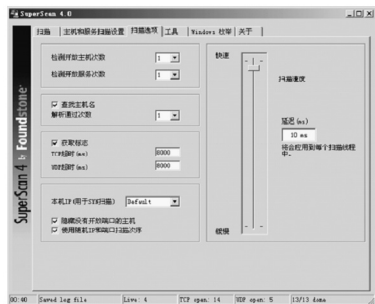 SuperScan 4.0
扫描 主机和服务扫描设置 扫描选项 工具 Windows 枚举 关于
检测开放主机次数 1
检测开放服务次数 1
查找主机名
解析通过次数 1
获取标志
TCP超时(ms) 8000
UDP超时(ms) 8000
本机IP(用于SYN扫描) Default
隐藏没有开放端口的主机
使用随机IP和端口扫描次序
快速
缓慢
扫描速度
延迟(ms)
10 ms
将会应用到每个扫描线程
中。
SuperScan 4 by Foundstone
00:40 Saved log file Live: 4 TCP open: 14 UDP open: 5 13/13 done